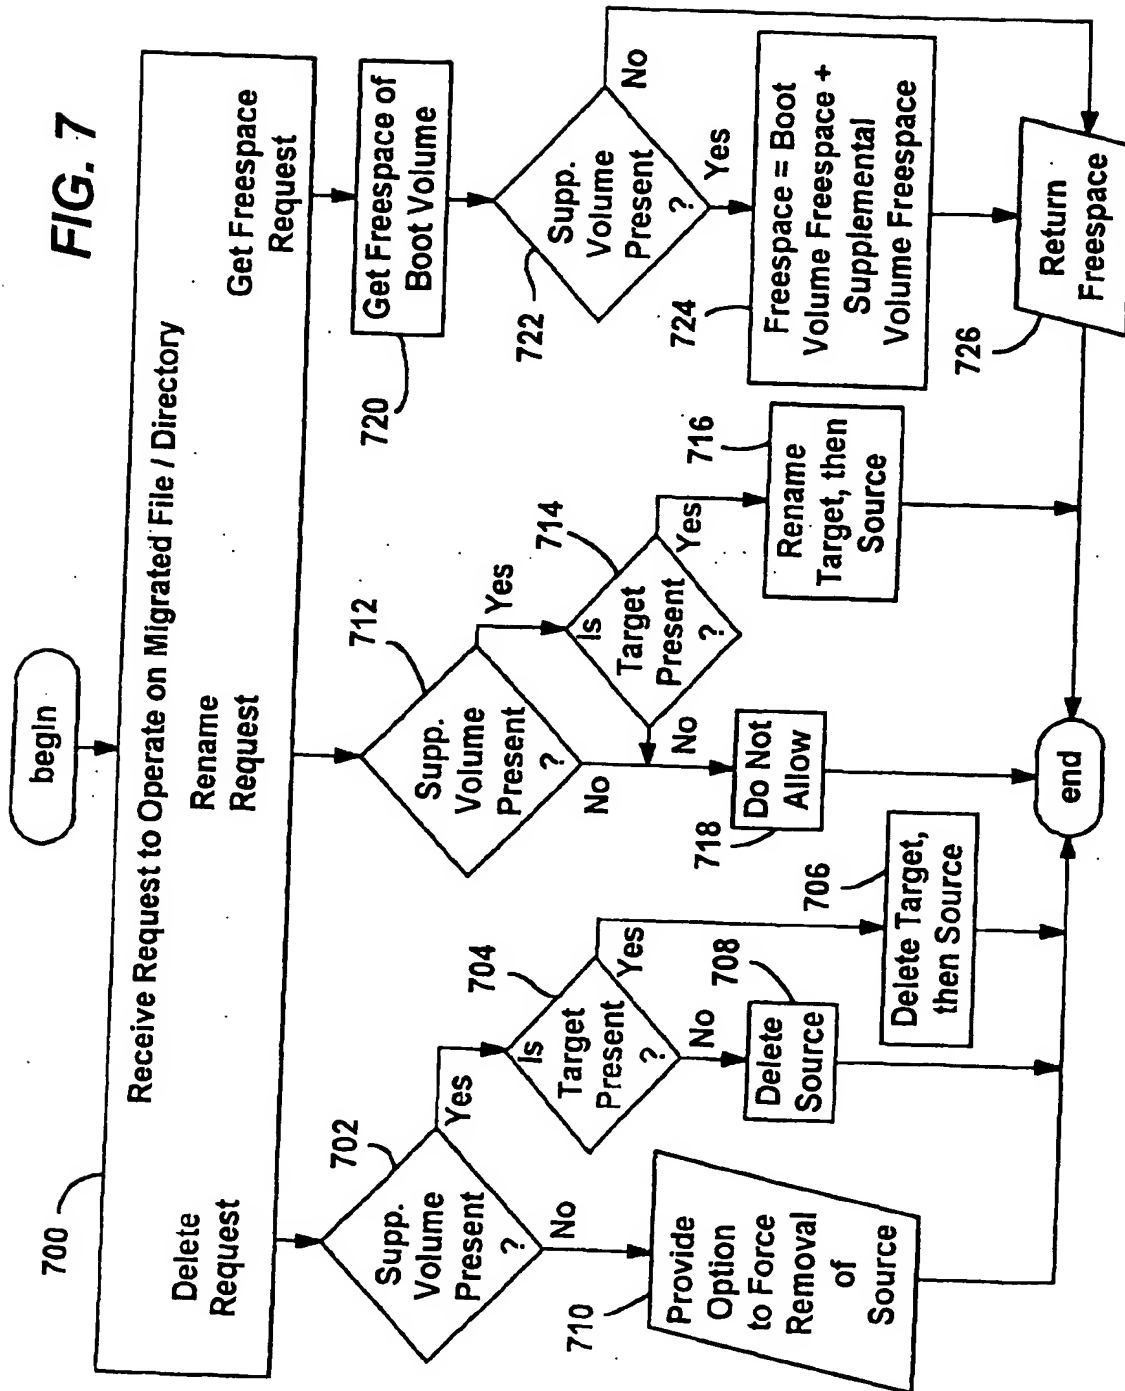 FIG. 7
begin
700
Receive Request to Operate on Migrated File / Directory
Delete
Request
Rename
Request
Get Freespace
Request
702
Supp.
Volume
Present
?
Yes
No
704
Is
Target
Present
?
Yes
No
706
Delete Target,
then Source
708
Delete
Source
710
Provide
Option
to Force
Removal
of
Source
712
Supp.
Volume
Present
?
Yes
No
714
Is
Target
Present
?
Yes
No
716
Rename
Target, then
Source
718
Do Not
Allow
720
Get Freespace of
Boot Volume
722
Supp.
Volume
Present
?
No
Yes
724
Freespace = Boot
Volume Freespace +
Supplemental
Volume Freespace
726
Return
Freespace
end